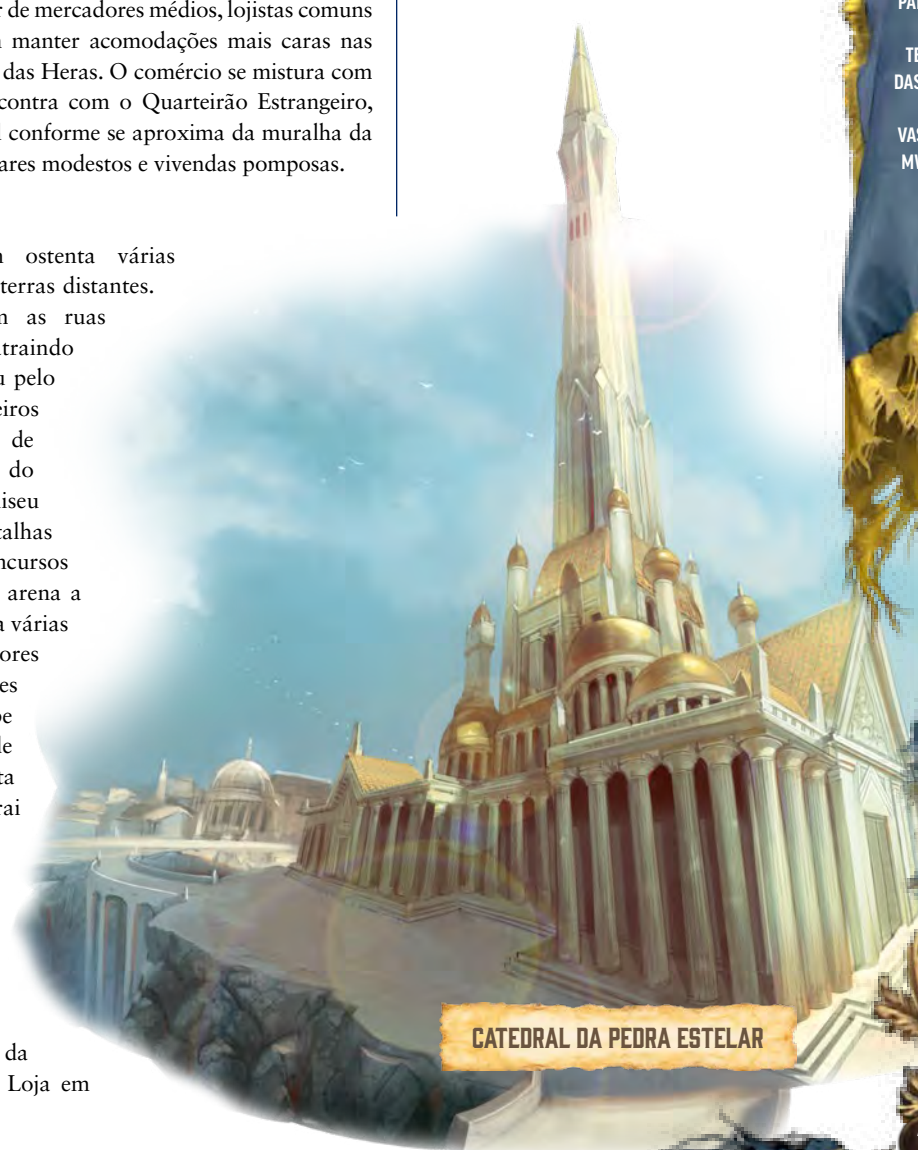 de mercadores médios, lojistas comuns
manter acomodações mais caras nas
das Heras. O comércio se mistura com
contra com o Quarteirão Estrangeiro,
conforme se aproxima da muralha da
ares modestos e vivendas pomposas.
ostenta várias
terras distantes.
as ruas
traindo
pelo
eiros
de
do
iseu
talhas
ncursos
arena a
a várias
ores
es
pe
le
ta
rai
da
Loja em
TE
DAS
VAS
MV
CATEDRAL DA PEDRA ESTELAR